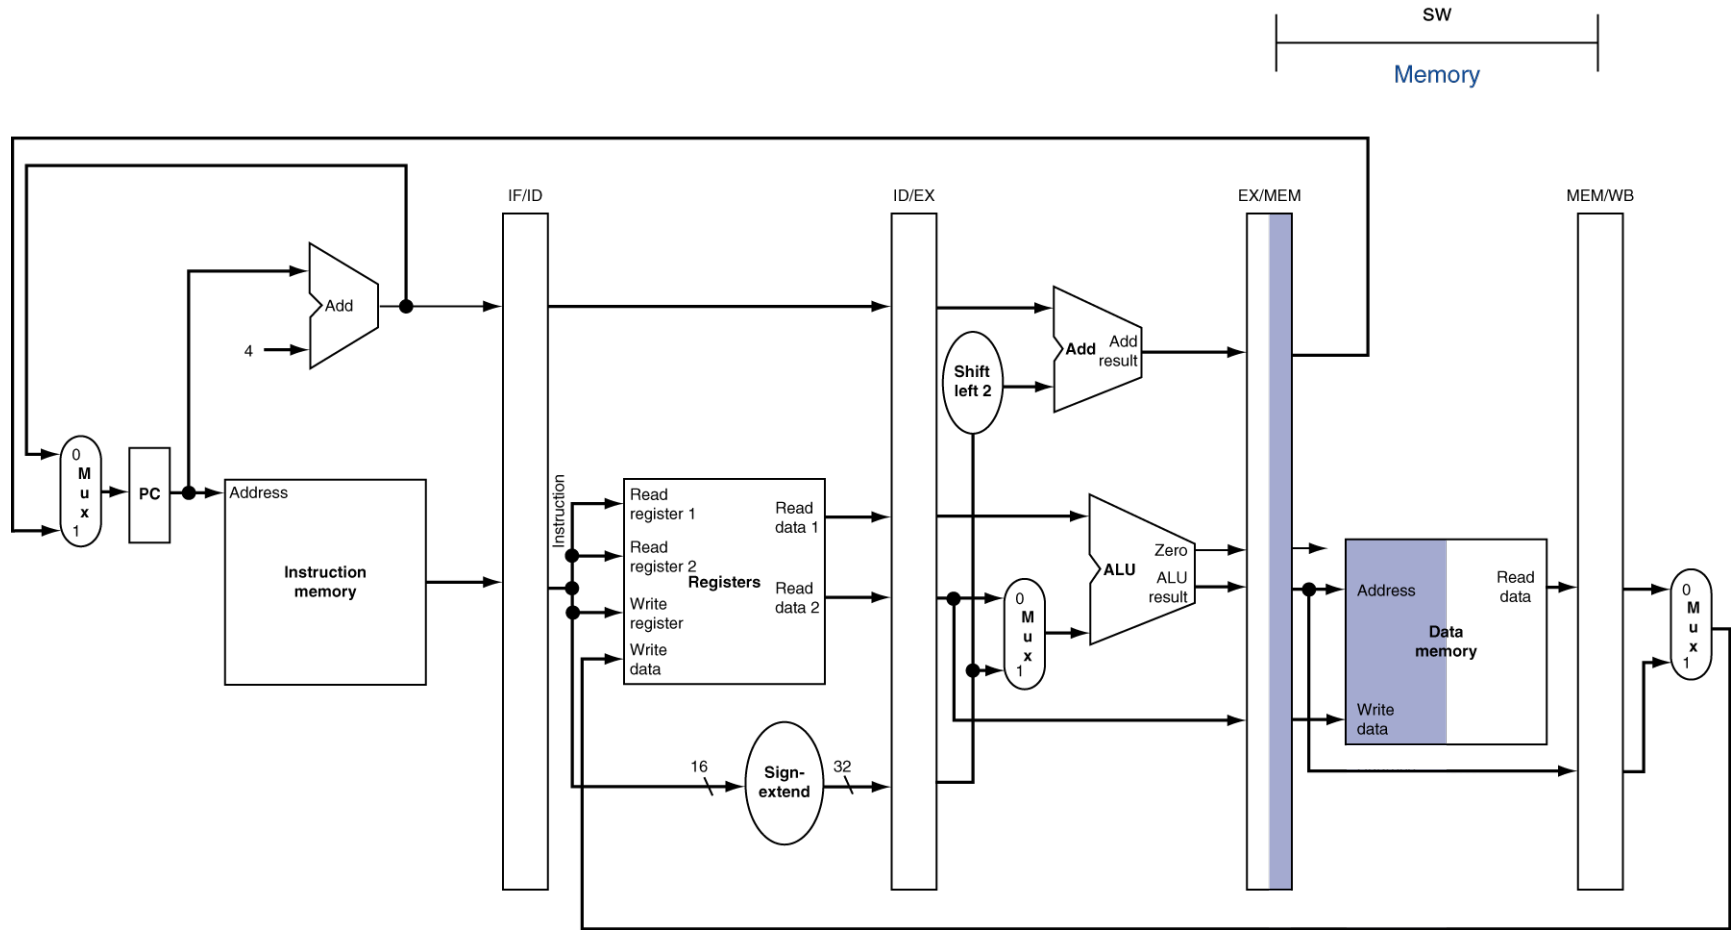 SW
Memory
IF/ID
ID/EX
EX/MEM
MEM/WB
Add
4
Shift
left 2
Add
Add
result
0
M
u
x
1
PC
Address
Instruction
memory
Instruction
Read
register 1
Read
register 2
Write
register
Write
data
Registers
Read
data 1
Read
data 2
16
Sign-
extend
32
0
M
u
x
1
ALU
Zero
ALU
result
Address
Write
data
Data
memory
Read
data
0
M
u
x
1